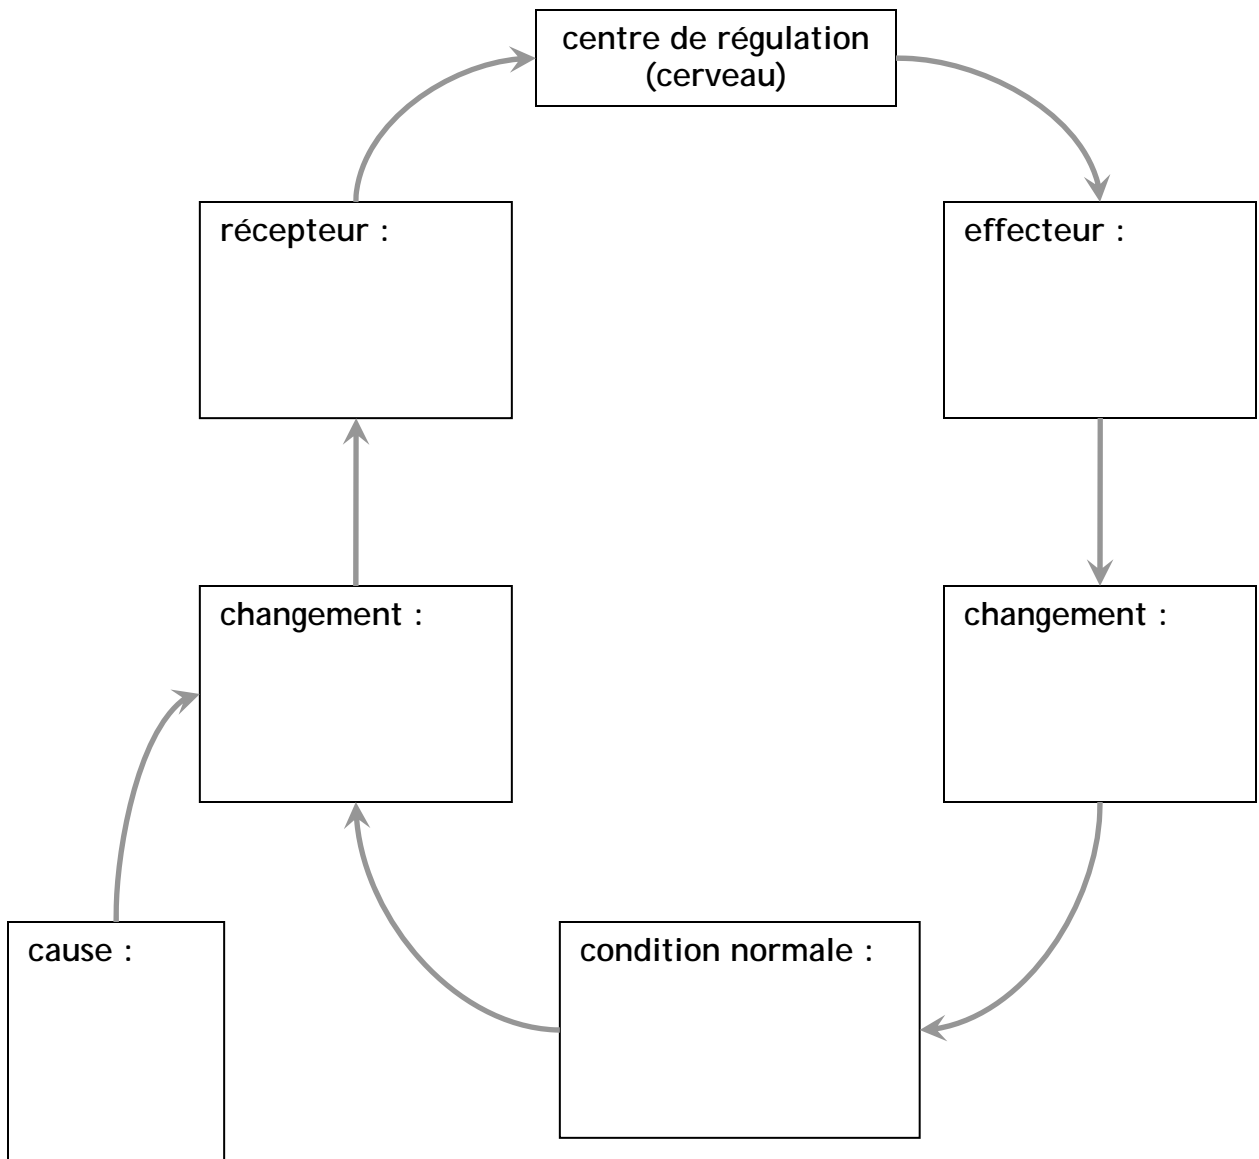 centre de régulation
(cerveau)
récepteur :
effecteur :
changement :
changement :
cause :
condition normale :